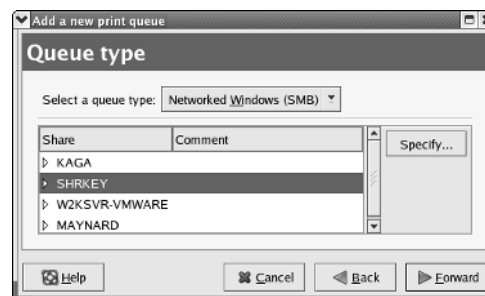 Add a new print queue
Queue type
Select a queue type: Networked Windows (SMB)
Share Comment
Specify...
KAGA
SHRKEY
W2KSVR-VMWARE
MAYNARD
Help Cancel Back Forward